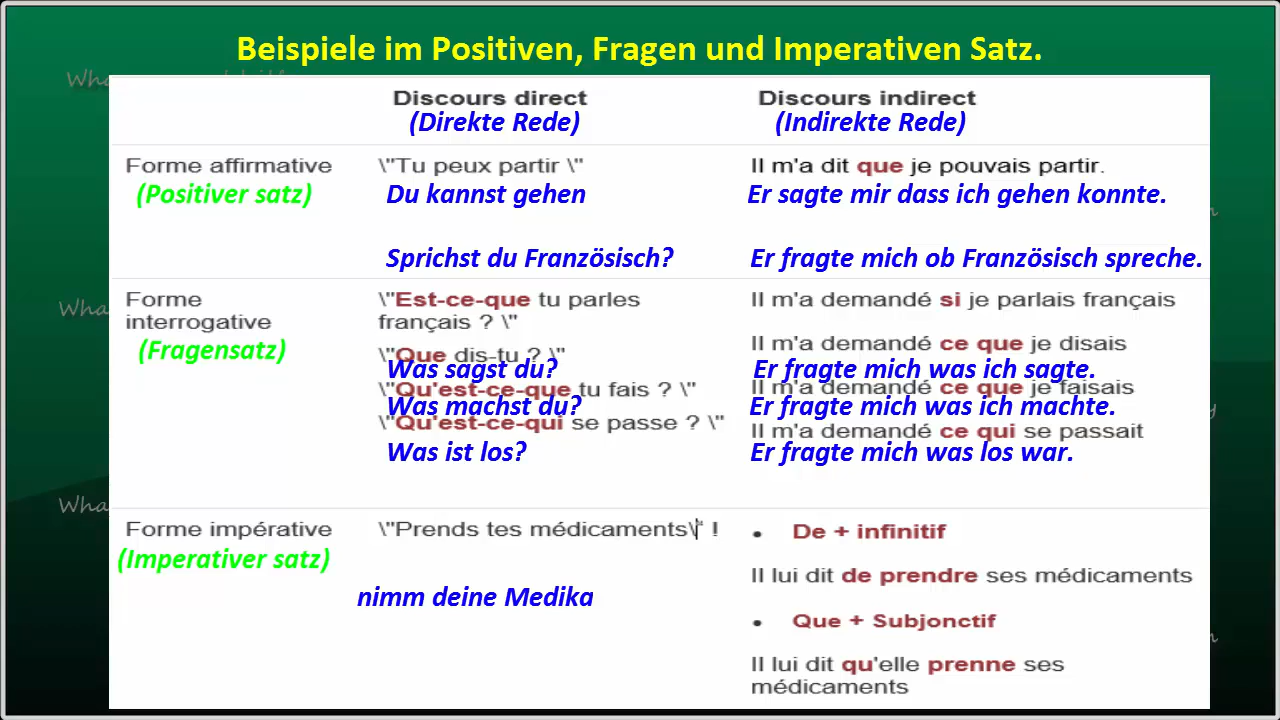 Beispiele im Positiven, Fragen und Imperativen Satz.
Discours direct
Discours indirect
(Direkte Rede)
(Indirekte Rede)
Forme affirmative
\"Tu peux partir \"
Il m'a dit que je pouvais partir.
(Positiver satz)
Du kannst gehen
Er sagte mir dass ich gehen konnte.
Sprichst du Französisch?
Er fragte mich ob Französisch spreche.
Forme
interrogative
(Fragensatz)
\"Est-ce-que tu parles
français ? \"
Il m'a demandé si je parlais français
\"Que dis-tu ? \"
Il m'a demandé ce que je disais
Was sagst du?
Er fragte mich was ich sagte.
\"Qu'est-ce-que tu fais ? \"
Il m'a demandé ce que je faisais
Was machst du?
Er fragte mich was ich machte.
\"Qu'est-ce-qui se passe ? \"
Il m'a demandé ce qui se passait
Was ist los?
Er fragte mich was los war.
Forme impérative
(Imperativer satz)
\"Prends tes médicaments\" !
nimm deine Medika
• De + infinitif
Il lui dit de prendre ses médicaments
• Que + Subjonctif
Il lui dit qu'elle prenne ses
médicaments